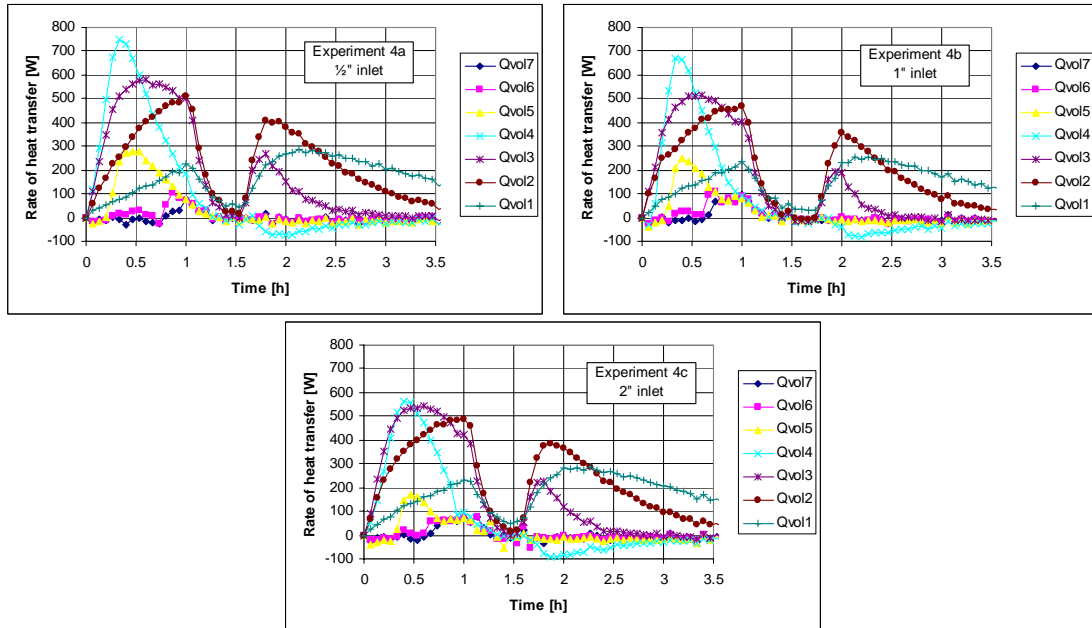 Rate of heat transfer [W]
800
700
600
500
400
300
200
100
0
-100
0 0.5 1 1.5 2 2.5 3 3.5
Time [h]
Experiment 4a
½" inlet
Qvol7
Qvol6
Qvol5
Qvol4
Qvol3
Qvol2
Qvol1
Rate of heat transfer [W]
800
700
600
500
400
300
200
100
0
-100
0 0.5 1 1.5 2 2.5 3 3.5
Time [h]
Experiment 4b
1" inlet
Qvol7
Qvol6
Qvol5
Qvol4
Qvol3
Qvol2
Qvol1
Rate of heat transfer [W]
800
700
600
500
400
300
200
100
0
-100
0 0.5 1 1.5 2 2.5 3 3.5
Time [h]
Experiment 4c
2" inlet
Qvol7
Qvol6
Qvol5
Qvol4
Qvol3
Qvol2
Qvol1